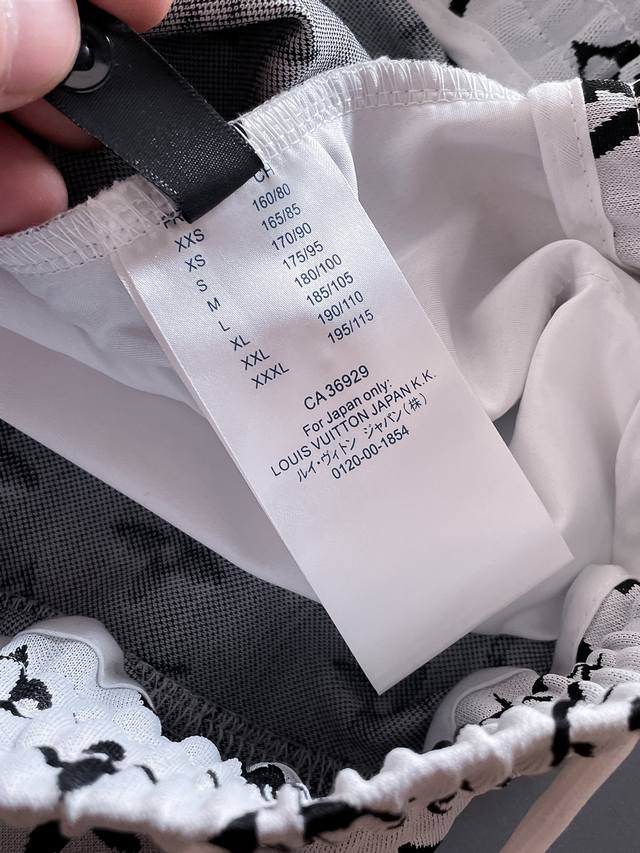 CH
XXS 160/80
XS 165/85
S 170/90
M 175/95
L 180/100
XL 185/105
XXL 190/110
XXXL 195/115
CA 36929
For Japan only:
LOUIS VUITTON JAPAN K.K.
ルイ・ヴィトン ジャパン(株)
0120-00-1854